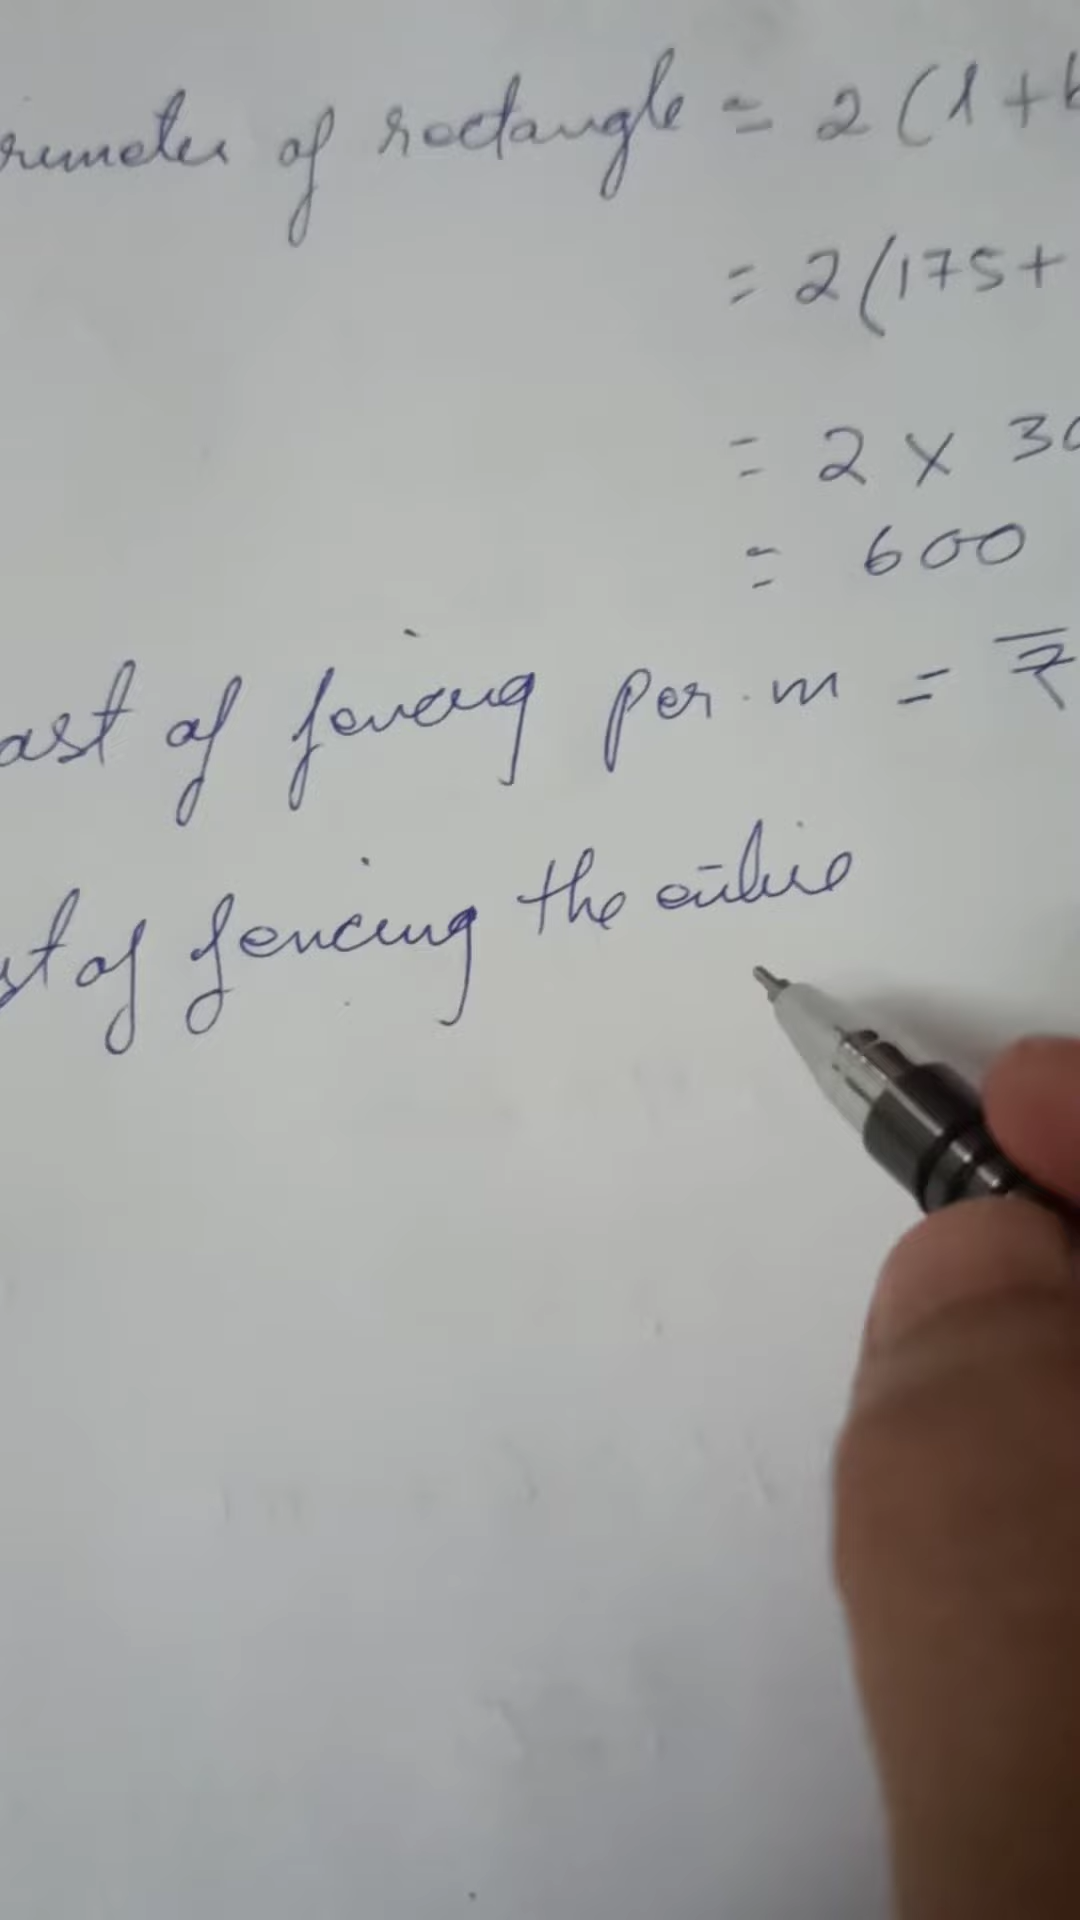 rimeter of rectangle = 2 (l+b
= 2(175+
= 2 x 30
= 600
ost of fencing per m = ₹
st of fencing the entire